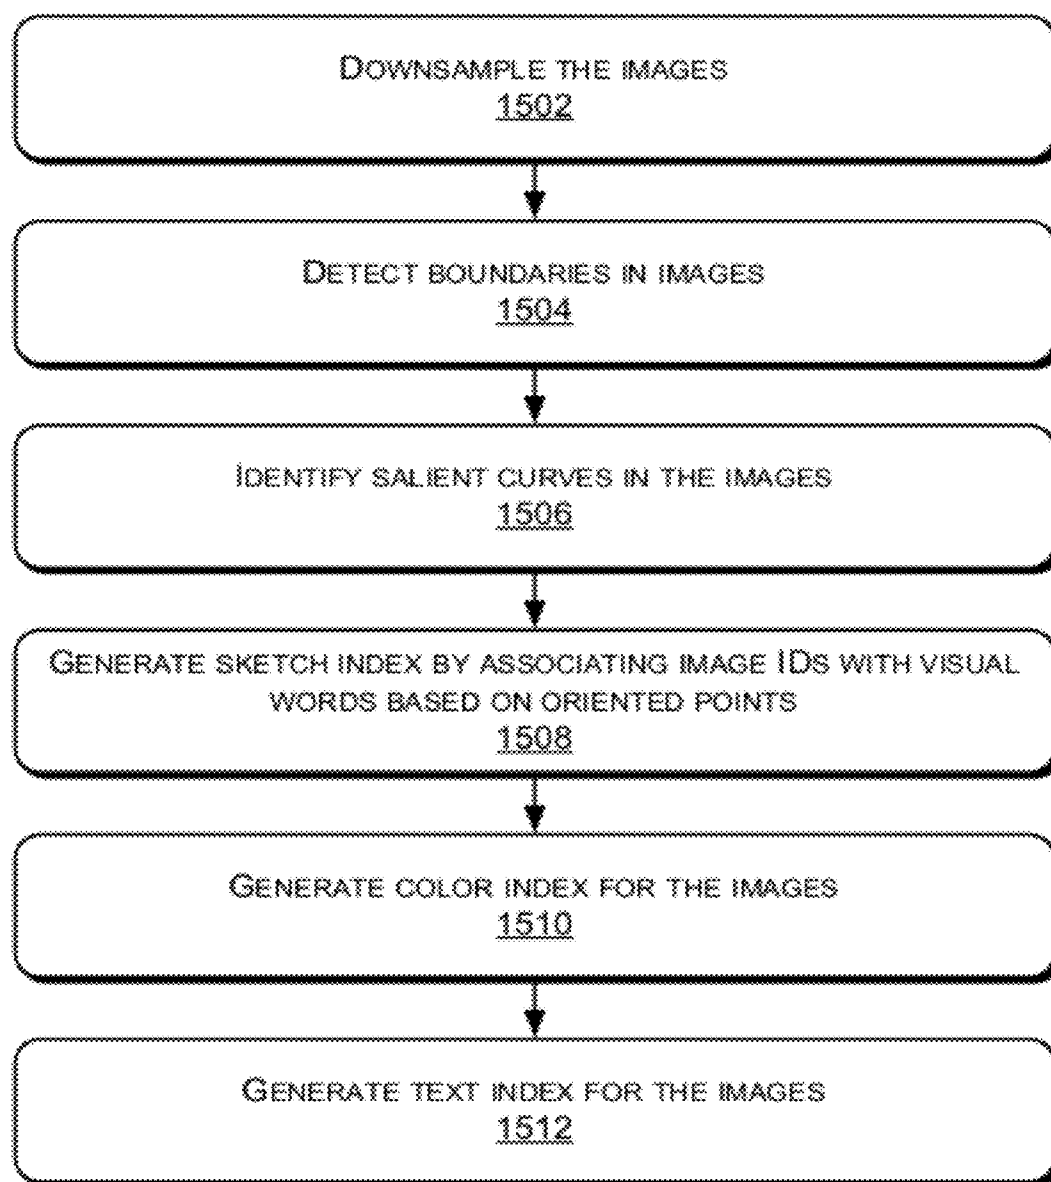 DOWNSAMPLE THE IMAGES
1502
DETECT BOUNDARIES IN IMAGES
1504
IDENTIFY SALIENT CURVES IN THE IMAGES
1506
GENERATE SKETCH INDEX BY ASSOCIATING IMAGE IDS WITH VISUAL
WORDS BASED ON ORIENTED POINTS
1508
GENERATE COLOR INDEX FOR THE IMAGES
1510
GENERATE TEXT INDEX FOR THE IMAGES
1512